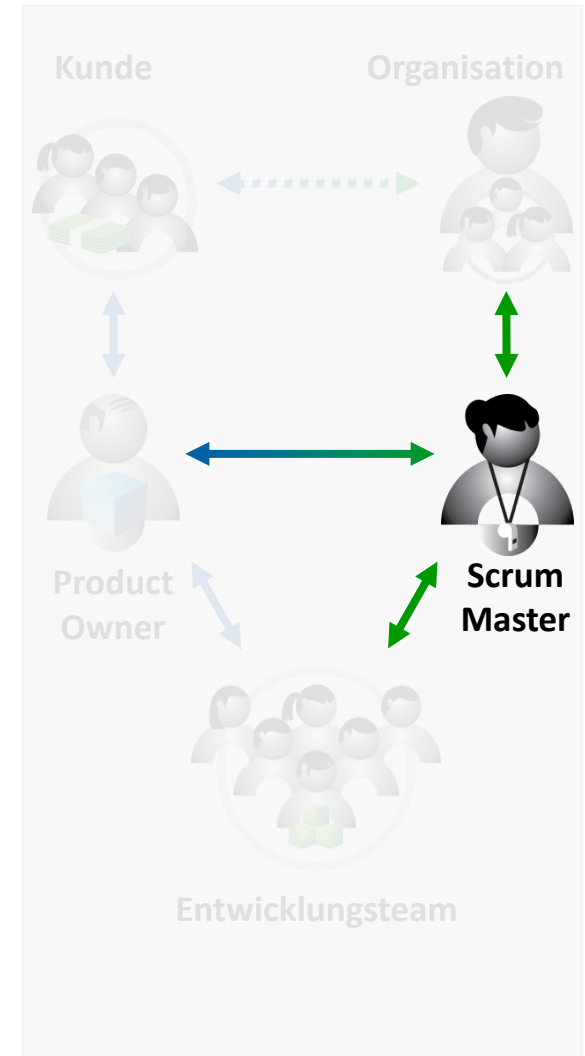 Kunde
Organisation
Product
Owner
Scrum
Master
Entwicklungsteam